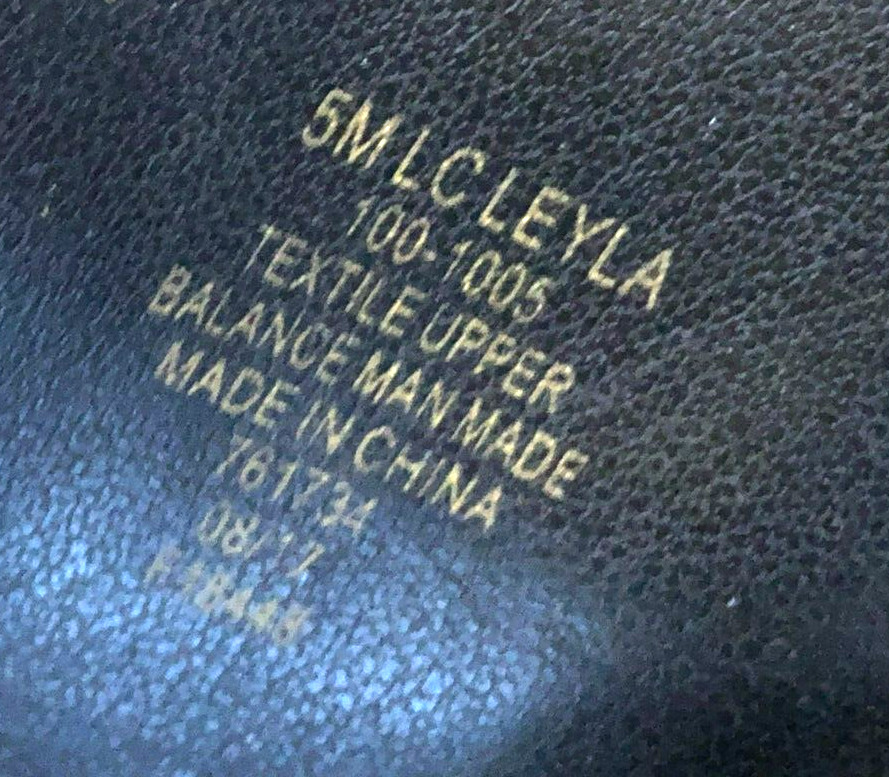 5M LC LEYLA
100-1005
TEXTILE UPPER
BALANCE MAN MADE
MADE IN CHINA
761734
08/17